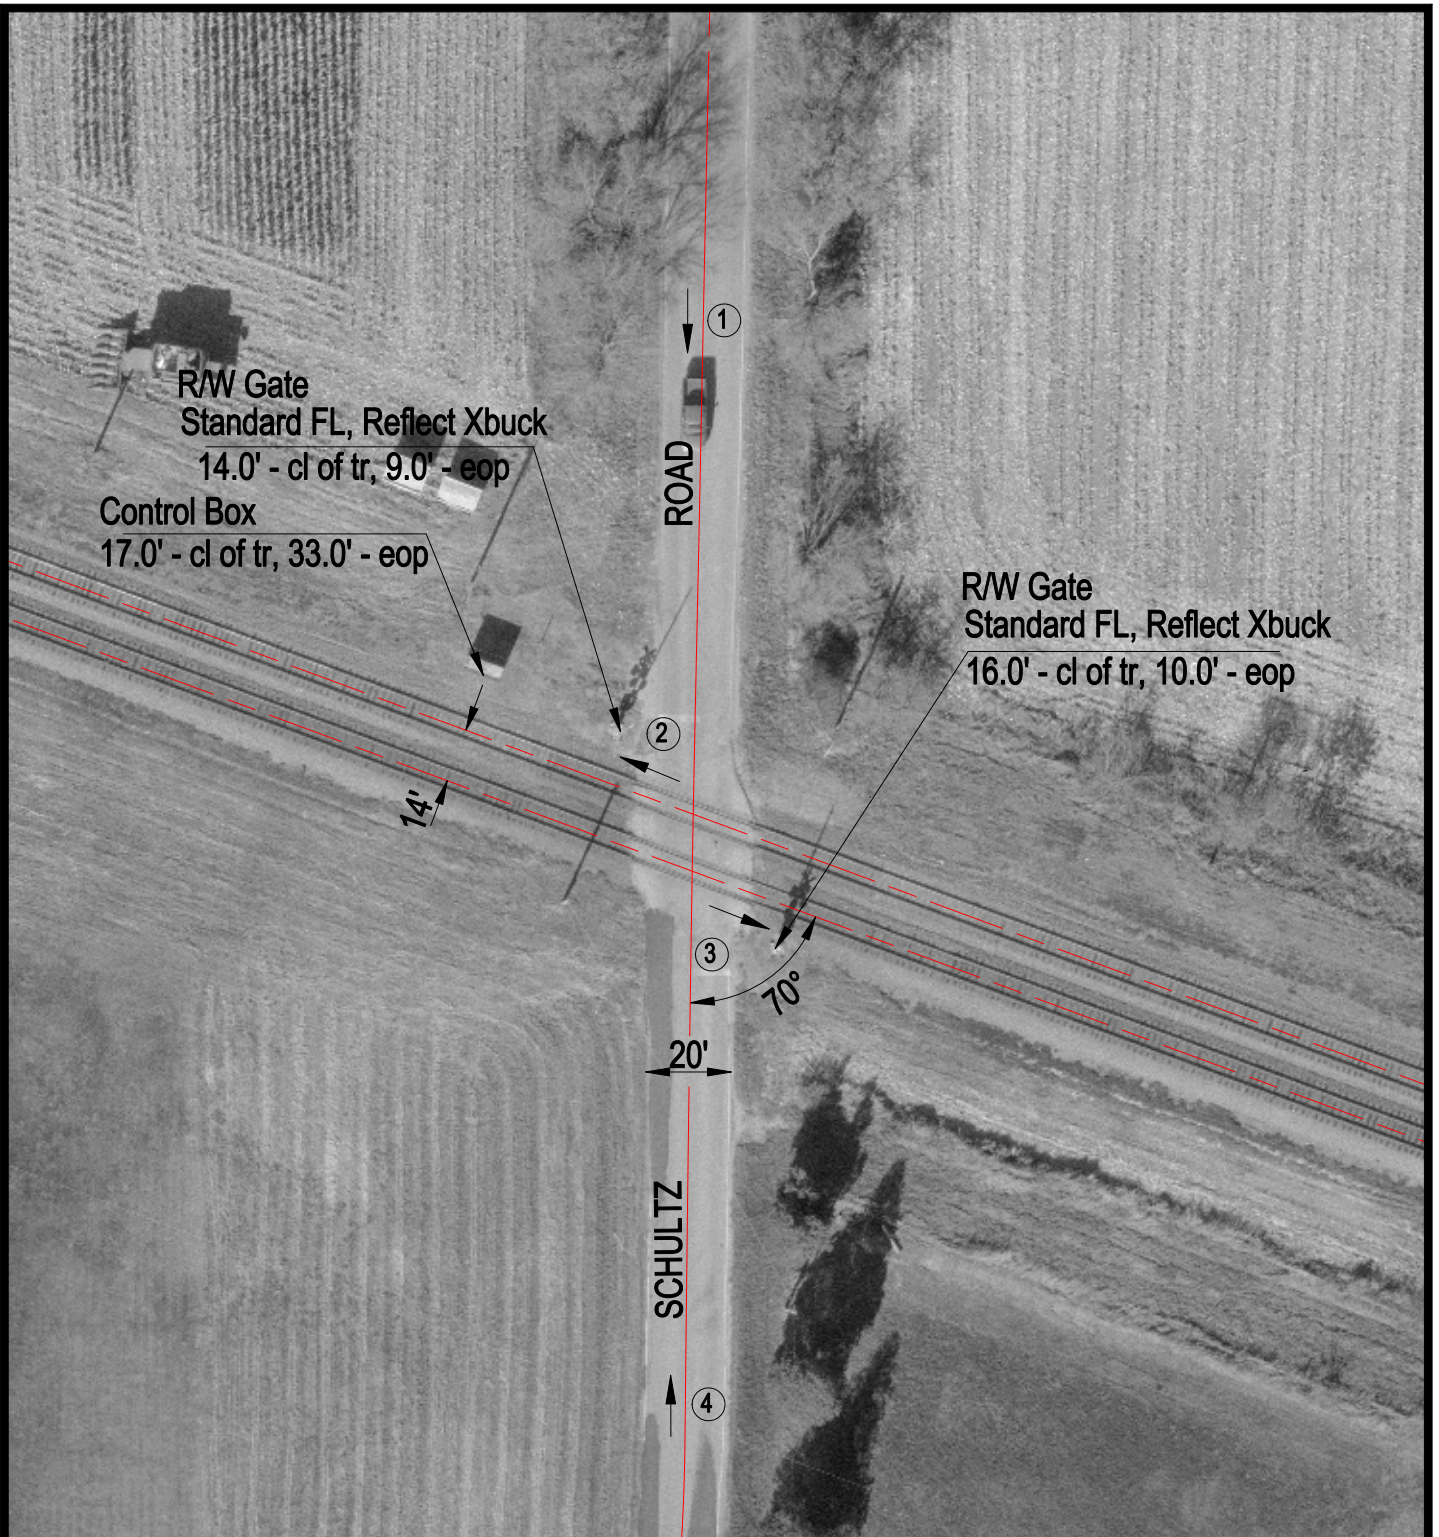 1
R/W Gate
Standard FL, Reflect Xbuck
14.0' - cl of tr, 9.0' - eop
ROAD
Control Box
17.0' - cl of tr, 33.0' - eop
R/W Gate
Standard FL, Reflect Xbuck
16.0' - cl of tr, 10.0' - eop
2
14'
3
70°
20'
SCHULTZ
4